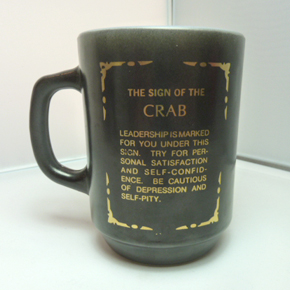 THE SIGN OF THE
CRAB
LEADERSHIP IS MARKED
FOR YOU UNDER THIS
SIGN. TRY FOR PER-
SONAL SATISFACTION
AND SELF-CONFID-
ENCE. BE CAUTIOUS
OF DEPRESSION AND
SELF-PITY.